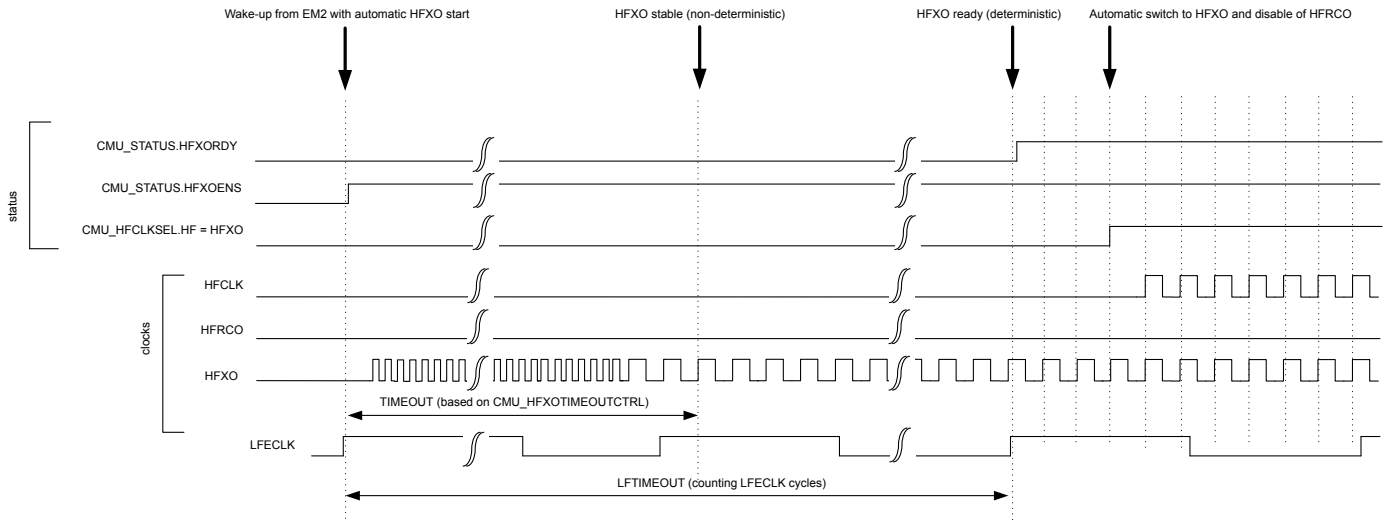 Wake-up from EM2 with automatic HFXO start
HFXO stable (non-deterministic)
HFXO ready (deterministic)
Automatic switch to HFXO and disable of HFRCO
status
CMU_STATUS.HFXORDY
CMU_STATUS.HFXOENS
CMU_HFCLKSEL.HF = HFXO
clocks
HFCLK
HFRCO
HFXO
TIMEOUT (based on CMU_HFXOTIMEOUTCTRL)
LFECLK
LFTIMEOUT (counting LFECLK cycles)